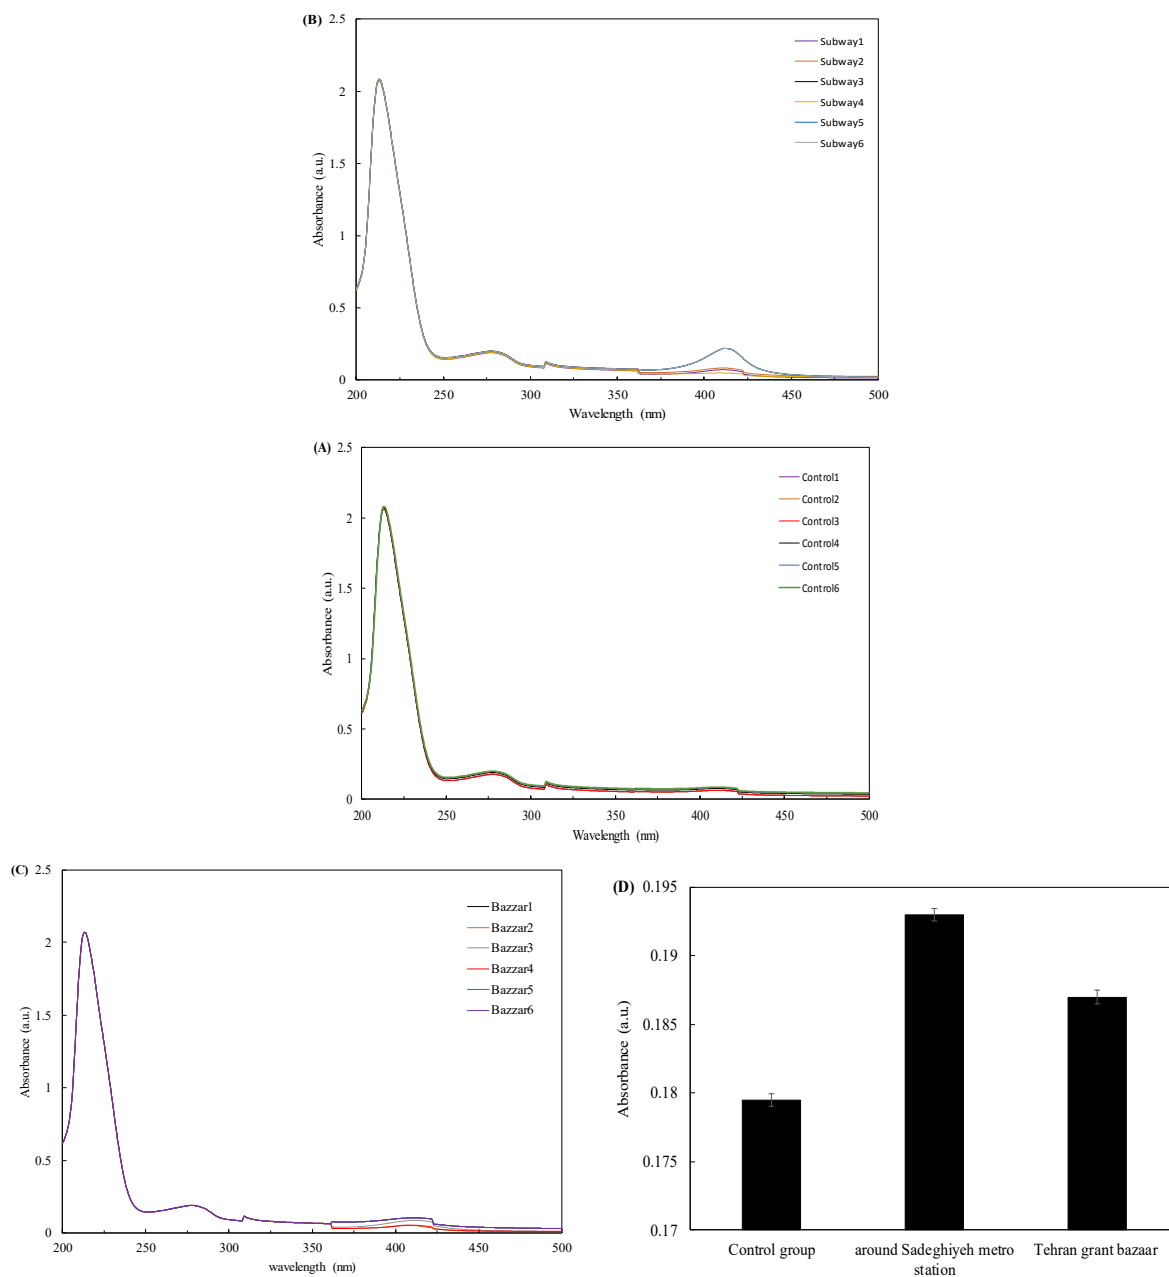 (B)
2.5
2
1.5
1
0.5
0
Absorbance (a.u.)
200 250 300 350 400 450 500
Wavelength (nm)
Subway1
Subway2
Subway3
Subway4
Subway5
Subway6
(A)
2.5
2
1.5
1
0.5
0
Absorbance (a.u.)
200 250 300 350 400 450 500
Wavelength (nm)
Control1
Control2
Control3
Control4
Control5
Control6
(C)
2.5
2
1.5
1
0.5
0
Absorbance (a.u.)
200 250 300 350 400 450 500
wavelength (nm)
Bazzar1
Bazzar2
Bazzar3
Bazzar4
Bazzar5
Bazzar6
(D)
0.195
0.19
0.185
0.18
0.175
0.17
Absorbance (a.u.)
Control group
around Sadeghiyeh metro
station
Tehran grant bazaar